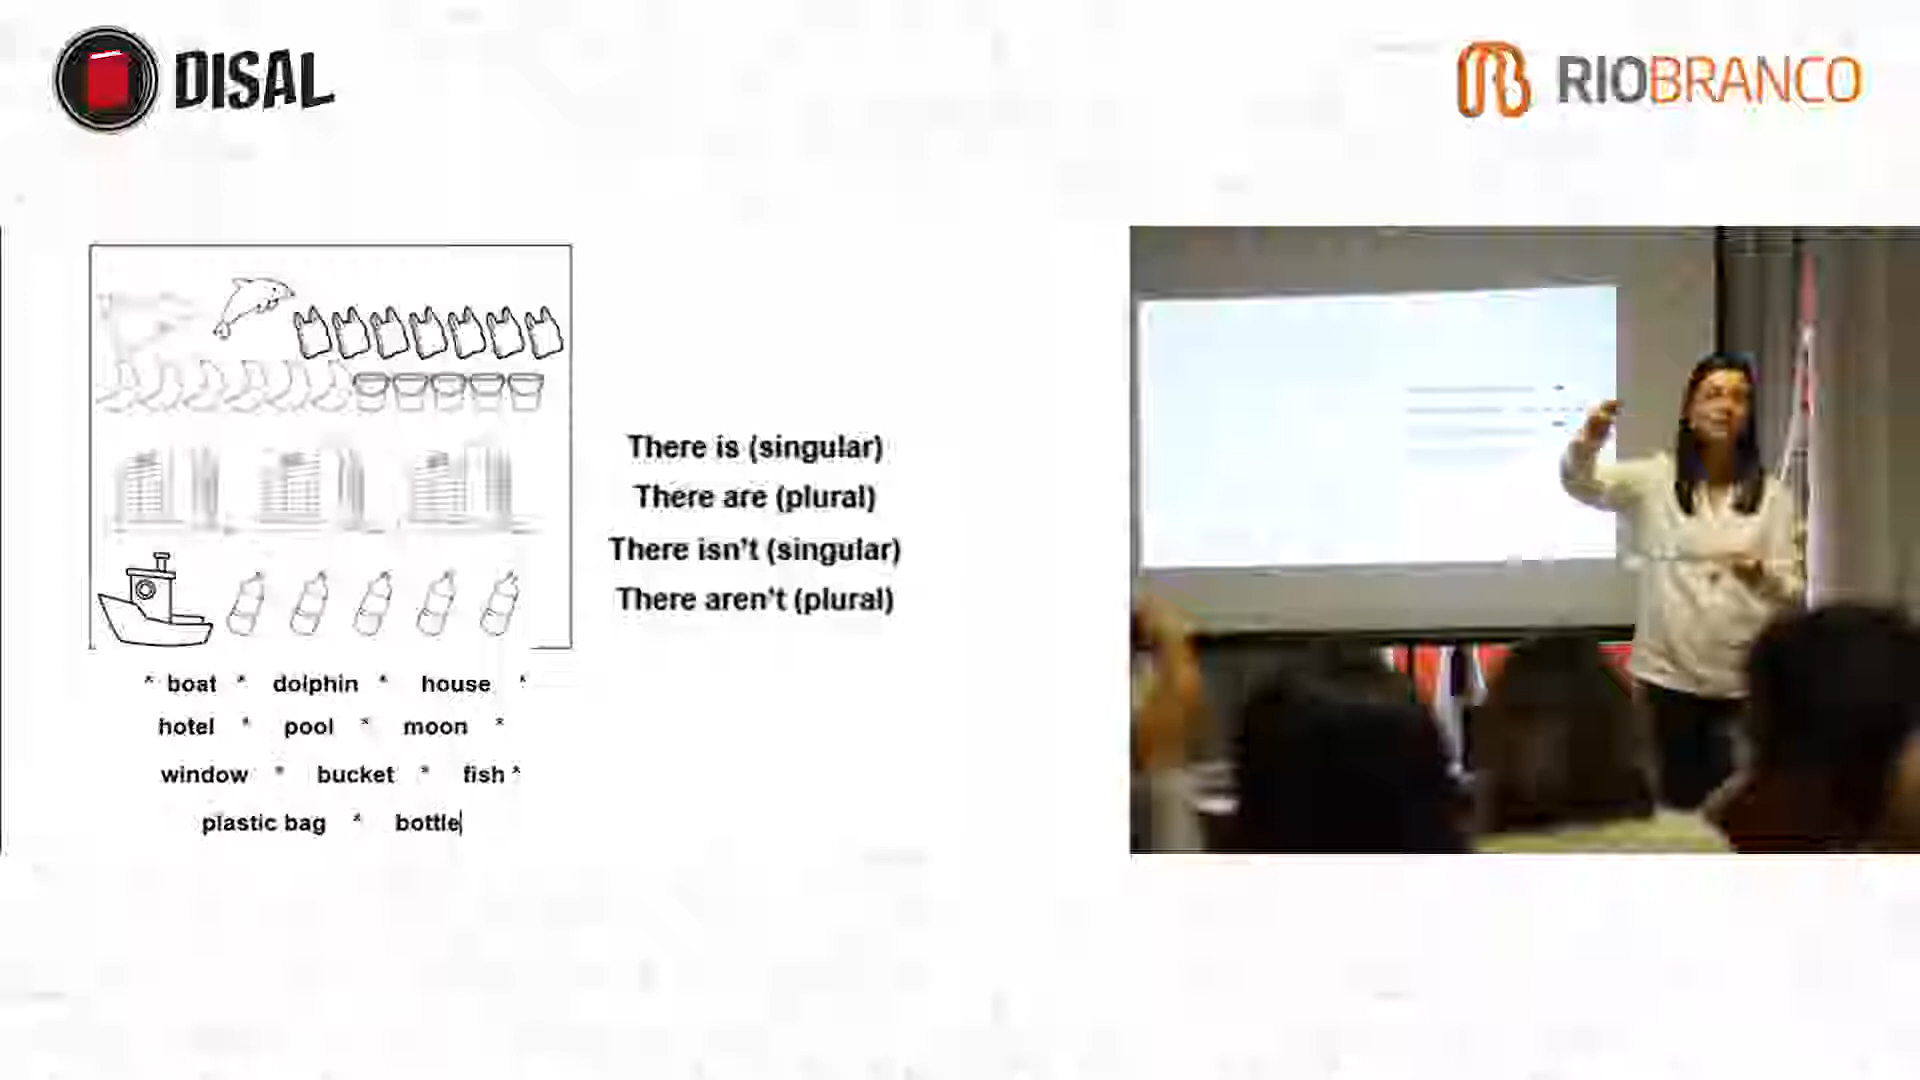 DISAL
RIOBRANCO
There is (singular)
There are (plural)
There isn't (singular)
There aren't (plural)
* boat * dolphin * house *
hotel * pool * moon *
window * bucket * fish *
plastic bag * bottle